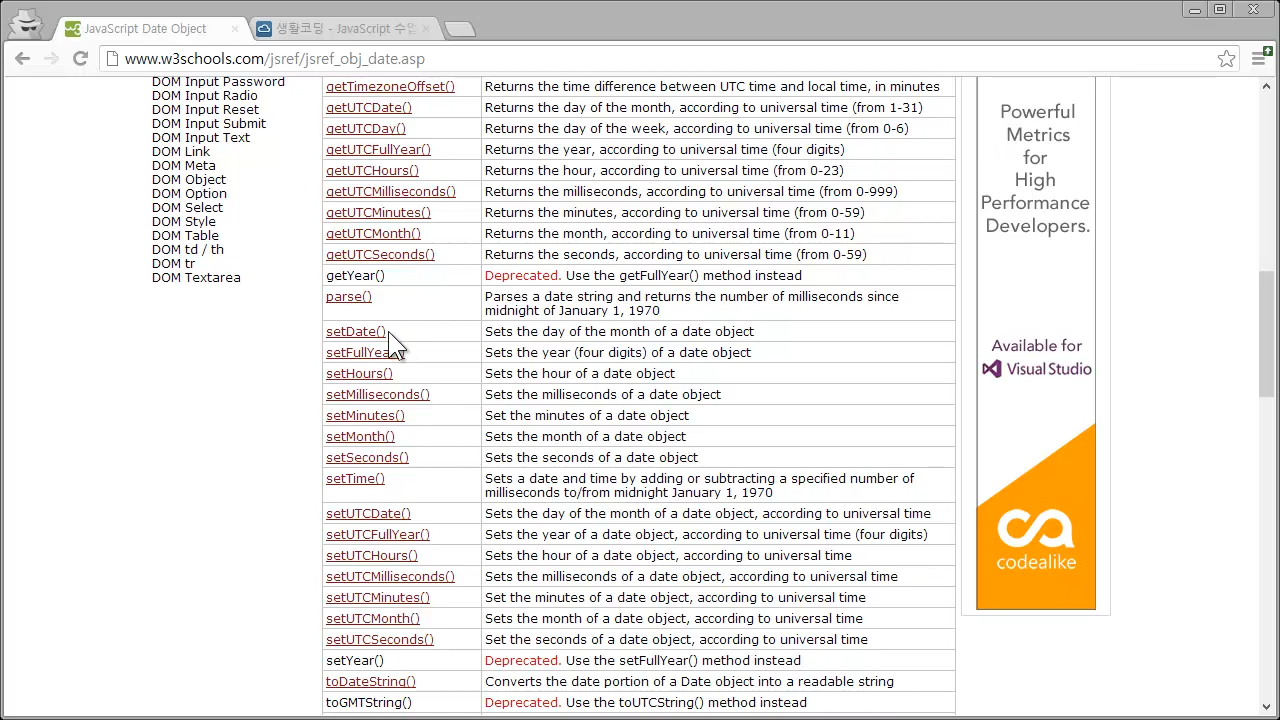 JavaScript Date Object
생활코딩 - JavaScript 수업
www.w3schools.com/jsref/jsref_obj_date.asp
DOM Input Password
DOM Input Radio
DOM Input Reset
DOM Input Submit
DOM Input Text
DOM Link
DOM Meta
DOM Object
DOM Option
DOM Select
DOM Style
DOM Table
DOM td / th
DOM tr
DOM Textarea
getTimezoneOffset() Returns the time difference between UTC time and local time, in minutes
getUTCDate() Returns the day of the month, according to universal time (from 1-31)
getUTCDay() Returns the day of the week, according to universal time (from 0-6)
getUTCFullYear() Returns the year, according to universal time (four digits)
getUTCHours() Returns the hour, according to universal time (from 0-23)
getUTCMilliseconds() Returns the milliseconds, according to universal time (from 0-999)
getUTCMinutes() Returns the minutes, according to universal time (from 0-59)
getUTCMonth() Returns the month, according to universal time (from 0-11)
getUTCSeconds() Returns the seconds, according to universal time (from 0-59)
getYear() Deprecated. Use the getFullYear() method instead
parse() Parses a date string and returns the number of milliseconds since
midnight of January 1, 1970
setDate() Sets the day of the month of a date object
setFullYea Sets the year (four digits) of a date object
setHours() Sets the hour of a date object
setMilliseconds() Sets the milliseconds of a date object
setMinutes() Set the minutes of a date object
setMonth() Sets the month of a date object
setSeconds() Sets the seconds of a date object
setTime() Sets a date and time by adding or subtracting a specified number of
milliseconds to/from midnight January 1, 1970
setUTCDate() Sets the day of the month of a date object, according to universal time
setUTCFullYear() Sets the year of a date object, according to universal time (four digits)
setUTCHours() Sets the hour of a date object, according to universal time
setUTCMilliseconds() Sets the milliseconds of a date object, according to universal time
setUTCMinutes() Set the minutes of a date object, according to universal time
setUTCMonth() Sets the month of a date object, according to universal time
setUTCSeconds() Set the seconds of a date object, according to universal time
setYear() Deprecated. Use the setFullYear() method instead
toDateString() Converts the date portion of a Date object into a readable string
toGMTString() Deprecated. Use the toUTCString() method instead
Powerful
Metrics
for
High
Performance
Developers.
Available for
Visual Studio
codealike